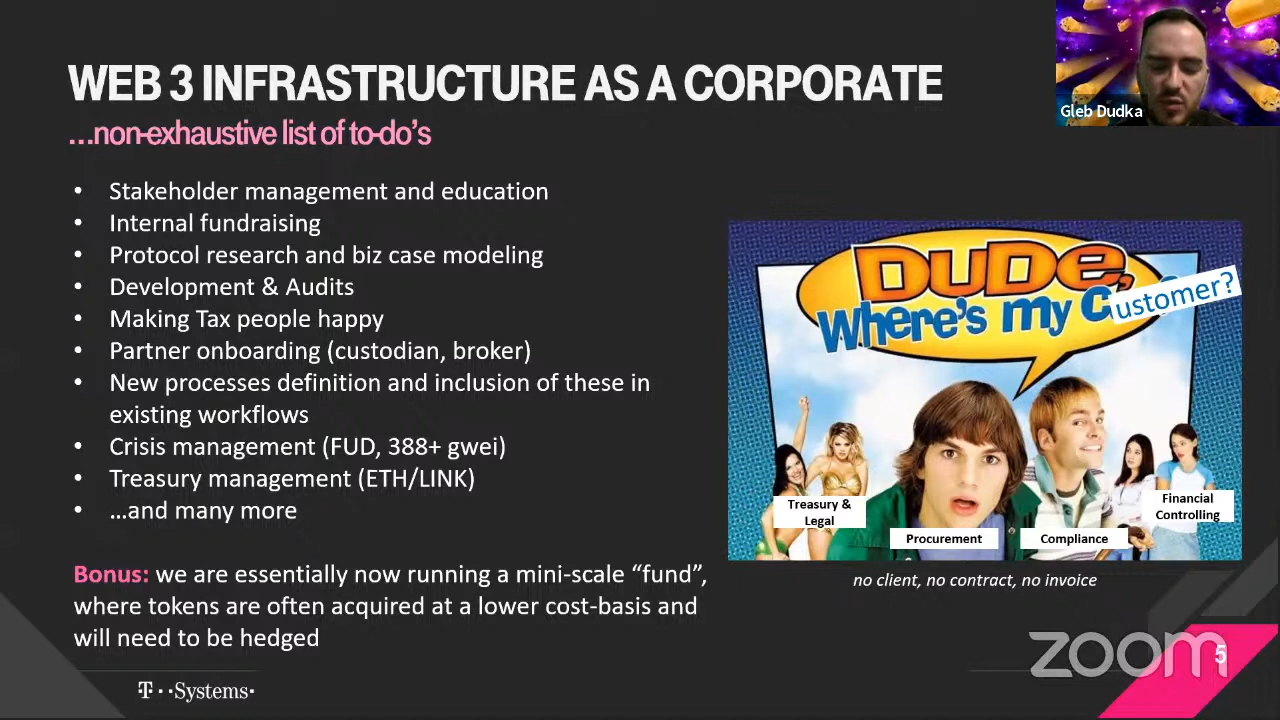 WEB 3 INFRASTRUCTURE AS A CORPORATE
...non-exhaustive list of to-do's
Gleb Dudka
• Stakeholder management and education
• Internal fundraising
• Protocol research and biz case modeling
• Development & Audits
• Making Tax people happy
• Partner onboarding (custodian, broker)
• New processes definition and inclusion of these in
existing workflows
• Crisis management (FUD, 388+ gwei)
• Treasury management (ETH/LINK)
• ...and many more
Bonus: we are essentially now running a mini-scale “fund”,
where tokens are often acquired at a lower cost-basis and
will need to be hedged
DUDE,
Where's my Customer?
Treasury &
Legal
Procurement
Compliance
Financial
Controlling
no client, no contract, no invoice
zoom
5
T··Systems·